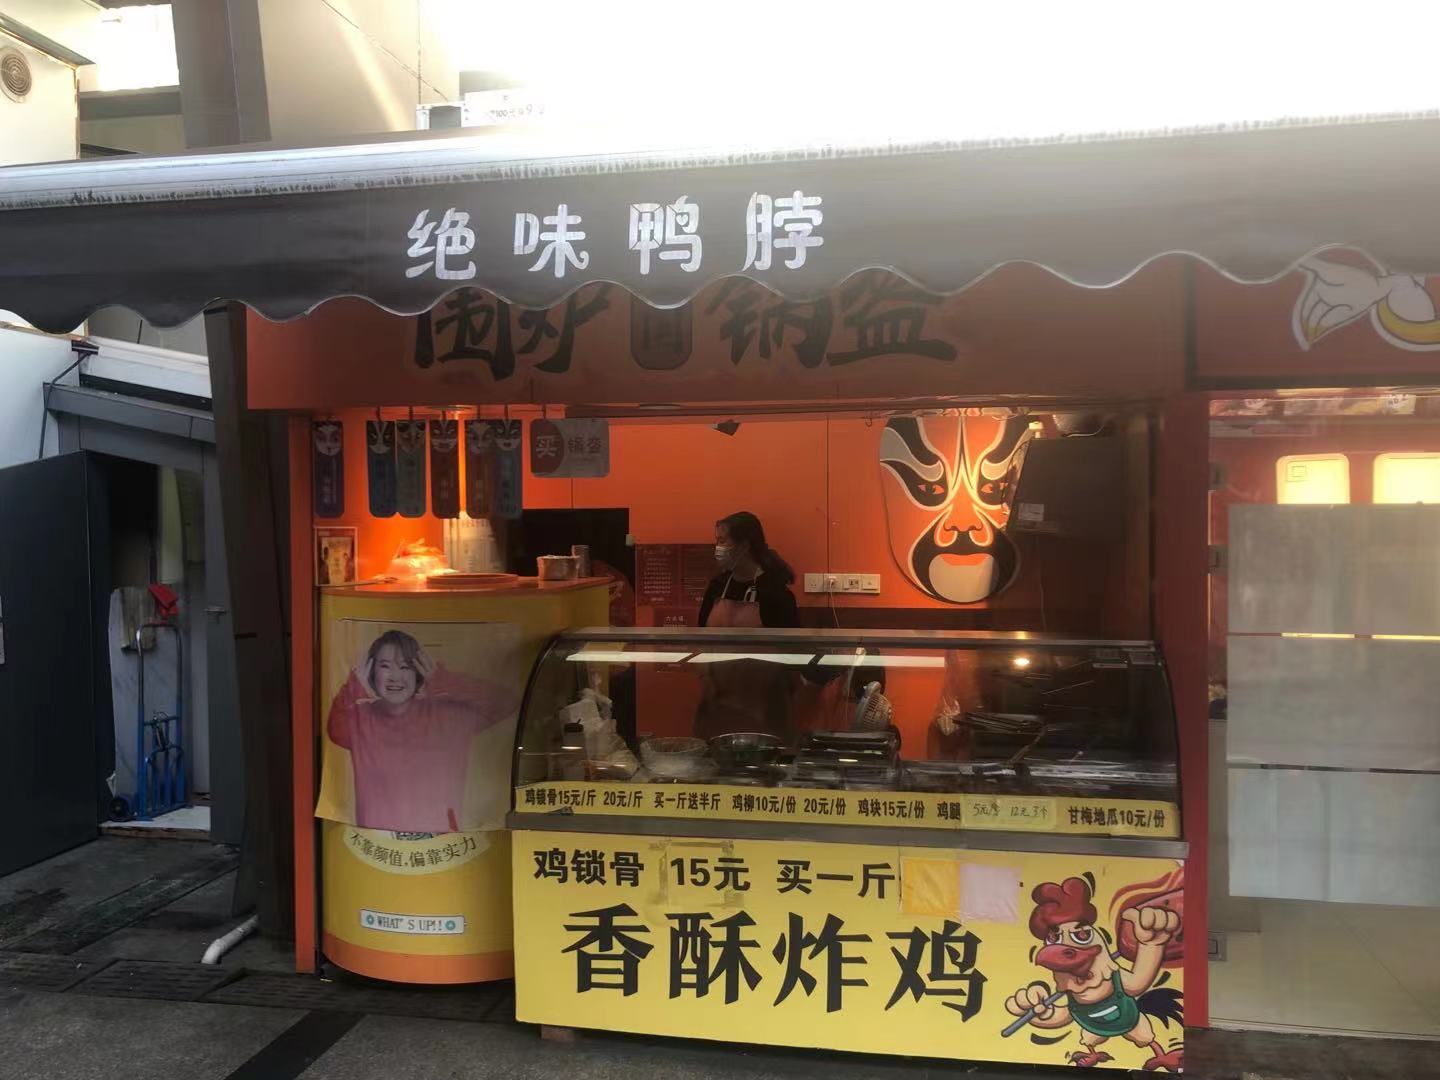 绝味鸭脖
围炉 锅盔
买 锅盔
鸡锁骨15元/斤 20元/斤 买一斤送半斤 鸡柳10元/份 20元/份 鸡块15元/份 鸡腿 5元/个 12元3个 甘梅地瓜10元/份
不靠颜值,偏靠实力
WHAT'S UP!!
鸡锁骨 15元 买一斤
香酥炸鸡